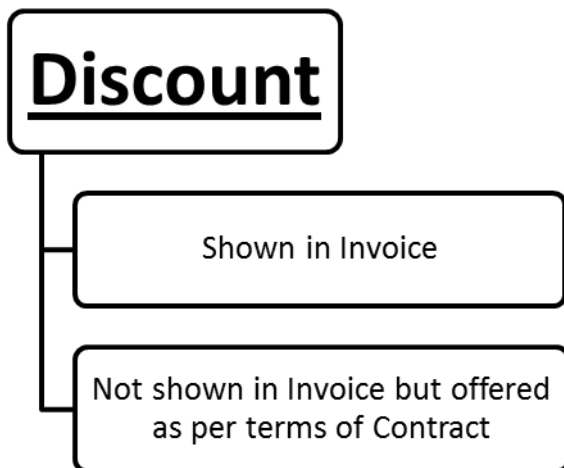 Discount
Shown in Invoice
Not shown in Invoice but offered
as per terms of Contract